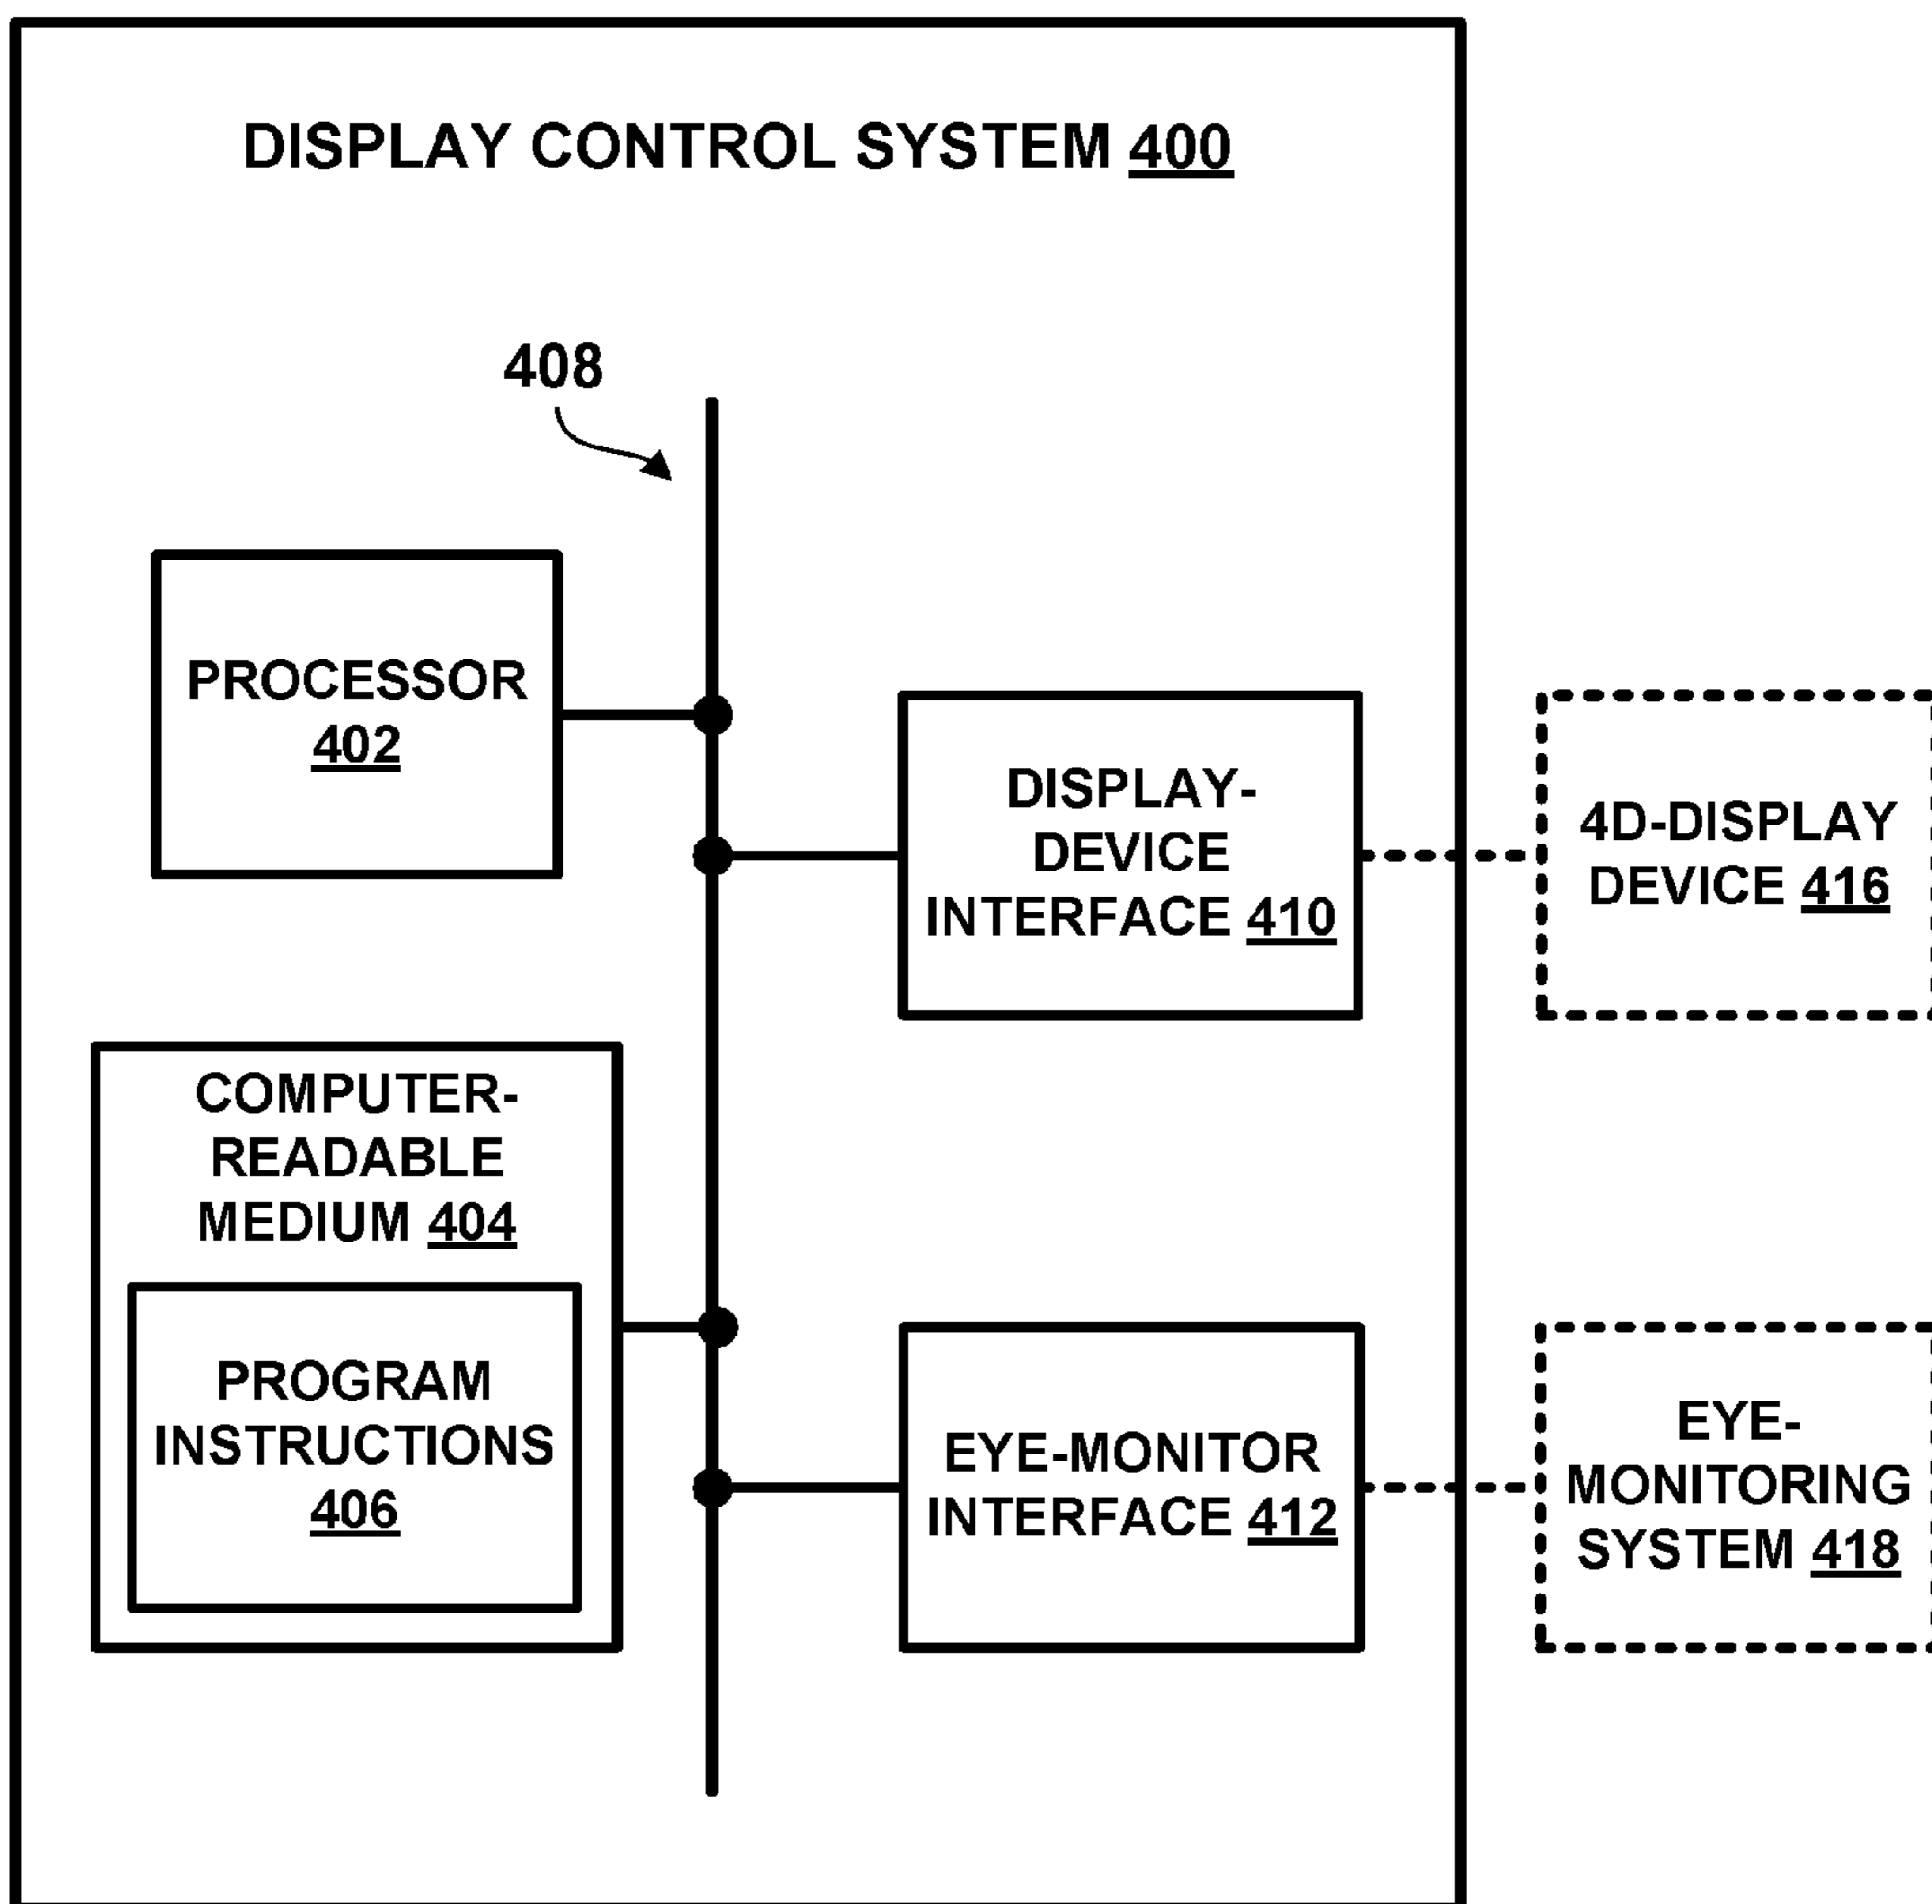 DISPLAY CONTROL SYSTEM 400
408
PROCESSOR
402
DISPLAY-
DEVICE
INTERFACE 410
4D-DISPLAY
DEVICE 416
COMPUTER-
READABLE
MEDIUM 404
PROGRAM
INSTRUCTIONS
406
EYE-MONITOR
INTERFACE 412
EYE-
MONITORING
SYSTEM 418